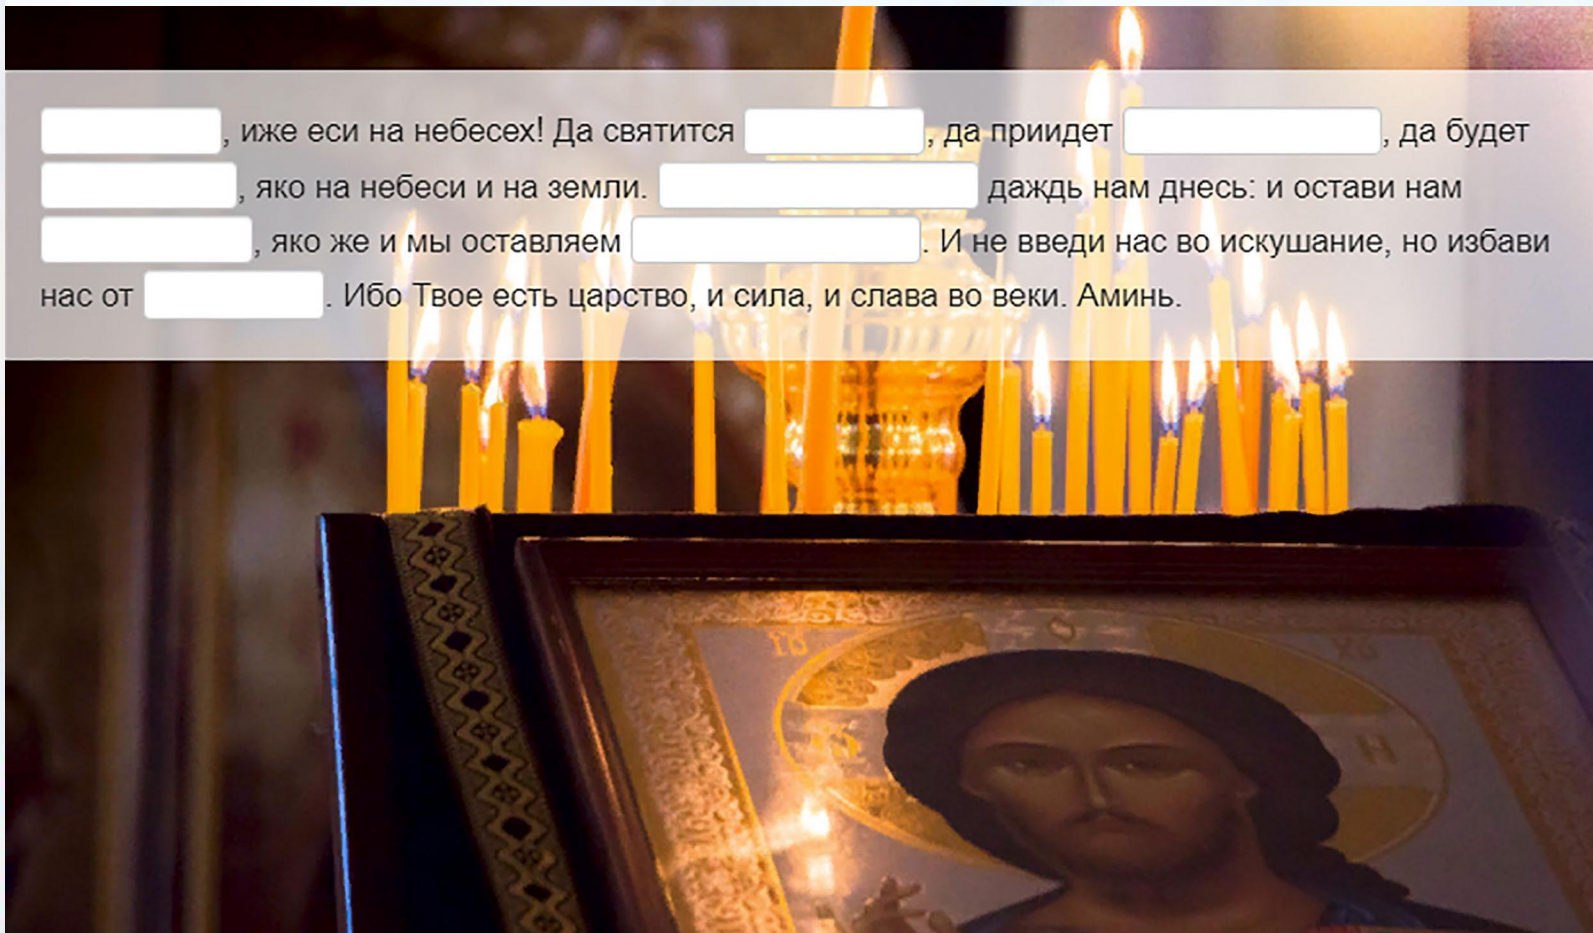 , иже еси на небесех! Да святится , да приидет , да будет
, яко на небеси и на земли. даждь нам днесь: и остави нам
, яко же и мы оставляем . И не введи нас во искушание, но избави
нас от . Ибо Твое есть царство, и сила, и слава во веки. Аминь.